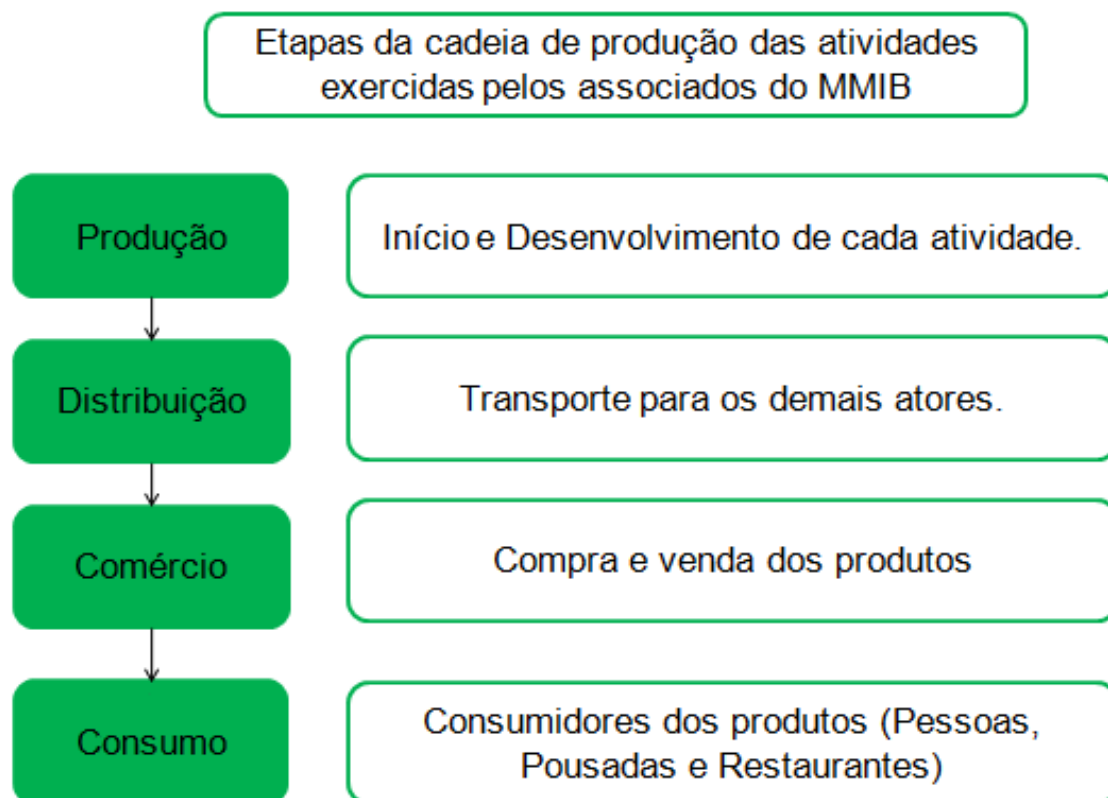 Etapas da cadeia de produção das atividades
exercidas pelos associados do MMIB
Produção
Início e Desenvolvimento de cada atividade.
Distribuição
Transporte para os demais atores.
Comércio
Compra e venda dos produtos
Consumo
Consumidores dos produtos (Pessoas,
Pousadas e Restaurantes)